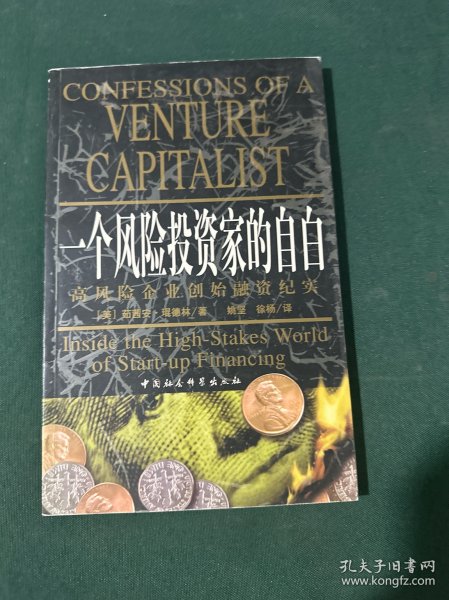 CONFESSIONS OF A
VENTURE
CAPITALIST
一个风险投资家的自白
高风险企业创始融资纪实
[美]茹西安·琨德林/著 姚坚 徐杨/译
Inside the High-Stakes World
of Start-up Financing
中国社会科学出版社
孔夫子旧书网
www.kongfz.com